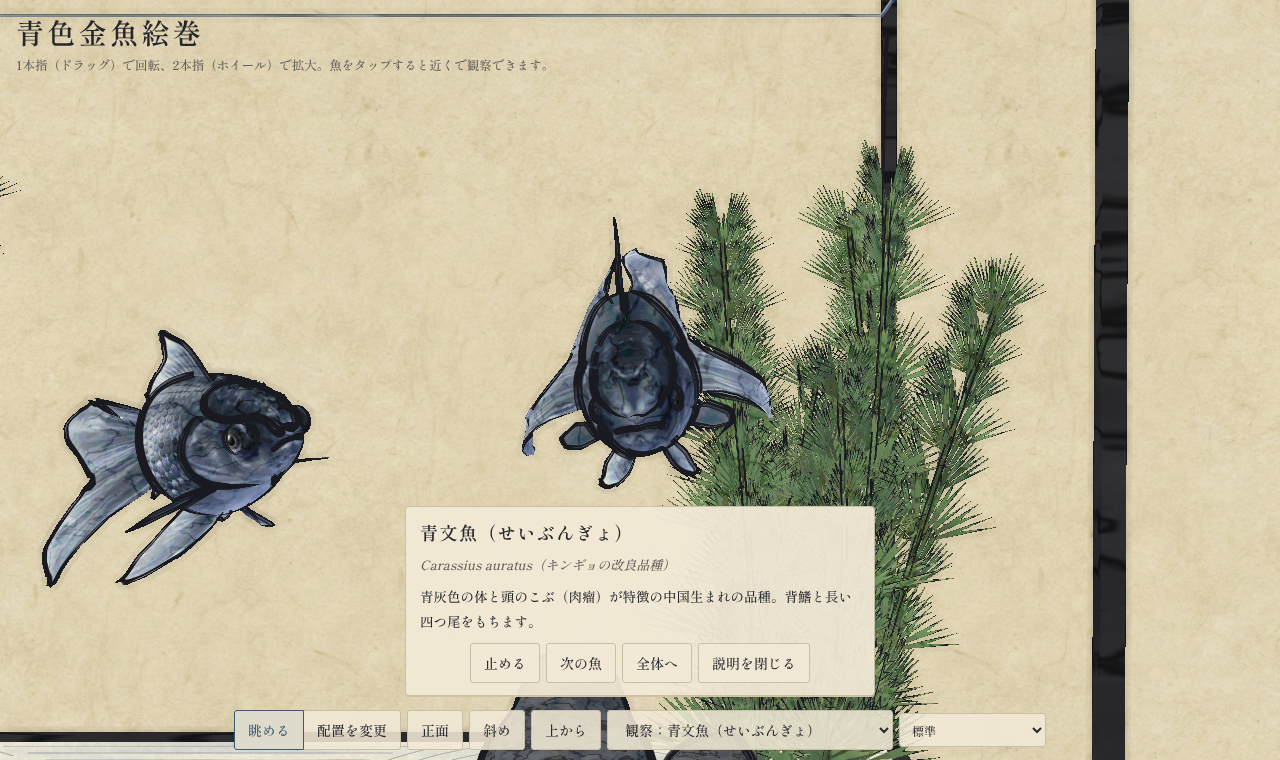 青色金魚絵巻
1本指（ドラッグ）で回転、2本指（ホイール）で拡大。魚をタップすると近くで観察できます。
青文魚（せいぶんぎょ）
Carassius auratus（キンギョの改良品種）
青灰色の体と頭のこぶ（肉瘤）が特徴の中国生まれの品種。背鰭と長い
四つ尾をもちます。
止める 次の魚 全体へ 説明を閉じる
眺める 配置を変更 正面 斜め 上から 観察：青文魚（せいぶんぎょ） 標準